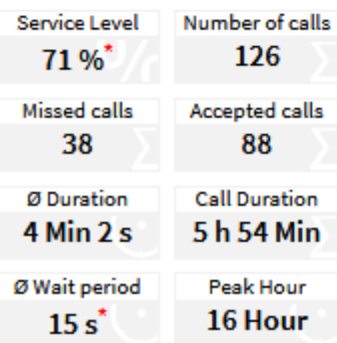 Service Level
71 %*
Number of calls
126
Missed calls
38
Accepted calls
88
Ø Duration
4 Min 2 s
Call Duration
5 h 54 Min
Ø Wait period
15 s*
Peak Hour
16 Hour